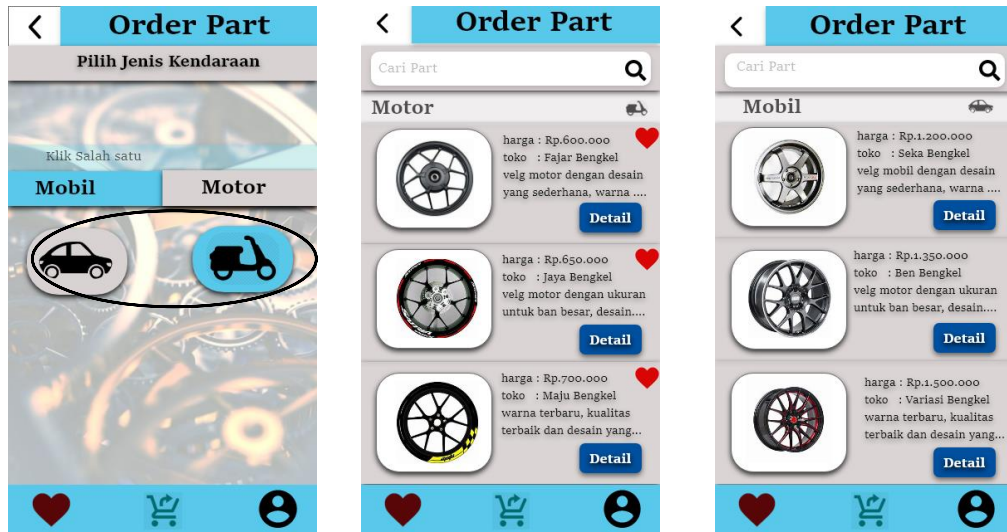 Order Part
Pilih Jenis Kendaraan
Klik Salah satu
Mobil
Motor
Order Part
Cari Part
Motor
harga : Rp.600.000
toko : Fajar Bengkel
velg motor dengan desain
yang sederhana, warna ....
Detail
harga : Rp.650.000
toko : Jaya Bengkel
velg motor dengan ukuran
untuk ban besar, desain....
Detail
harga : Rp.700.000
toko : Maju Bengkel
warna terbaru, kualitas
terbaik dan desain yang...
Detail
Order Part
Cari Part
Mobil
harga : Rp.1.200.000
toko : Seka Bengkel
velg mobil dengan desain
yang sederhana, warna ....
Detail
harga : Rp.1.350.000
toko : Ben Bengkel
velg motor dengan ukuran
untuk ban besar, desain....
Detail
harga : Rp.1.500.000
toko : Variasi Bengkel
warna terbaru, kualitas
terbaik dan desain yang...
Detail